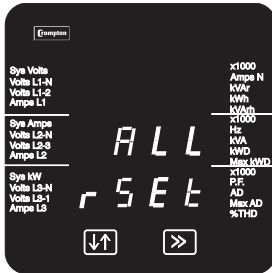 Crompton
Sys Volts
Volts L1-N
Volts L1-2
Amps L1
x1000
Amps N
kVAr
kWh
kVArh
Sys Amps
Volts L2-N
Volts L2-3
Amps L2
ALL
x1000
Hz
kVA
kWD
Max kWD
Sys kW
Volts L3-N
Volts L3-1
Amps L3
rSEt
x1000
P.F.
AD
Max AD
%THD